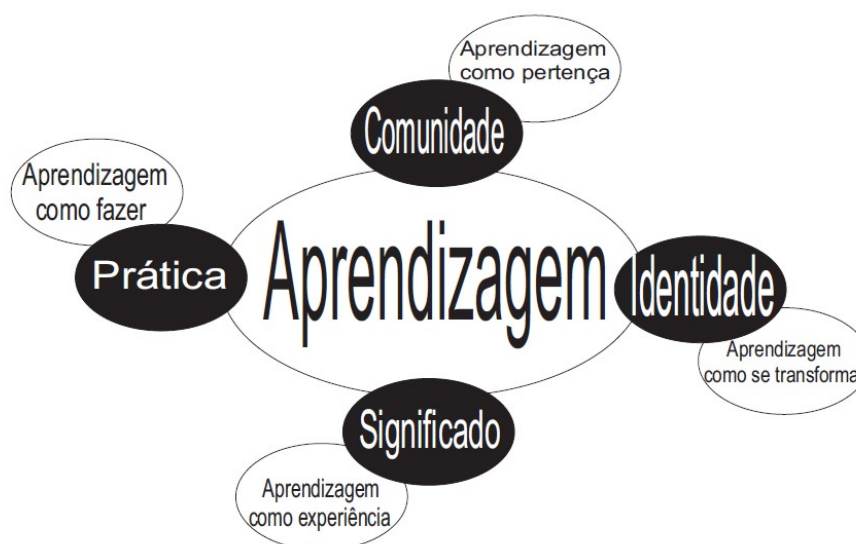 Aprendizagem
como pertença
Comunidade
Aprendizagem
como fazer
Prática
Aprendizagem
Identidade
Aprendizagem
como se transforma
Significado
Aprendizagem
como experiência